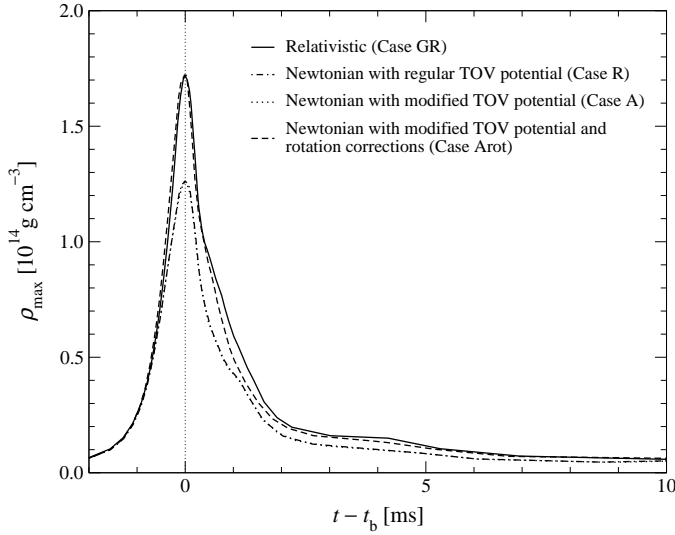 2.0
Relativistic (Case GR)
Newtonian with regular TOV potential (Case R)
Newtonian with modified TOV potential (Case A)
Newtonian with modified TOV potential and
rotation corrections (Case Arot)
1.5
1.0
0.5
0.0
ρmax [10¹⁴ g cm⁻³]
0 5 10
t − tb [ms]